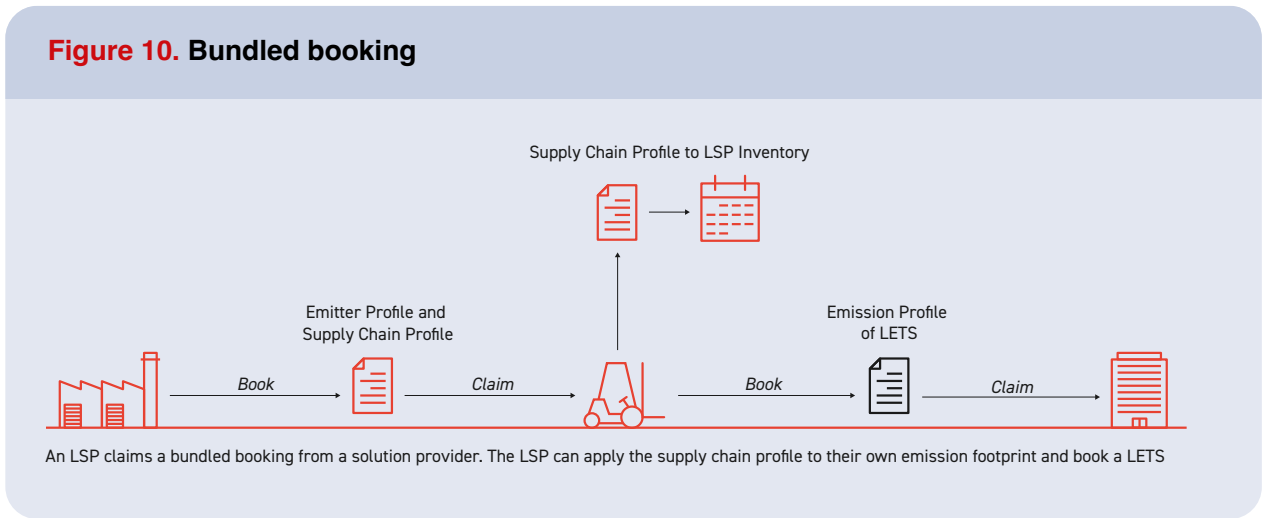 Figure 10. Bundled booking
Supply Chain Profile to LSP Inventory
Emitter Profile and
Supply Chain Profile
Emission Profile
of LETS
Book
Claim
Book
Claim
An LSP claims a bundled booking from a solution provider. The LSP can apply the supply chain profile to their own emission footprint and book a LETS